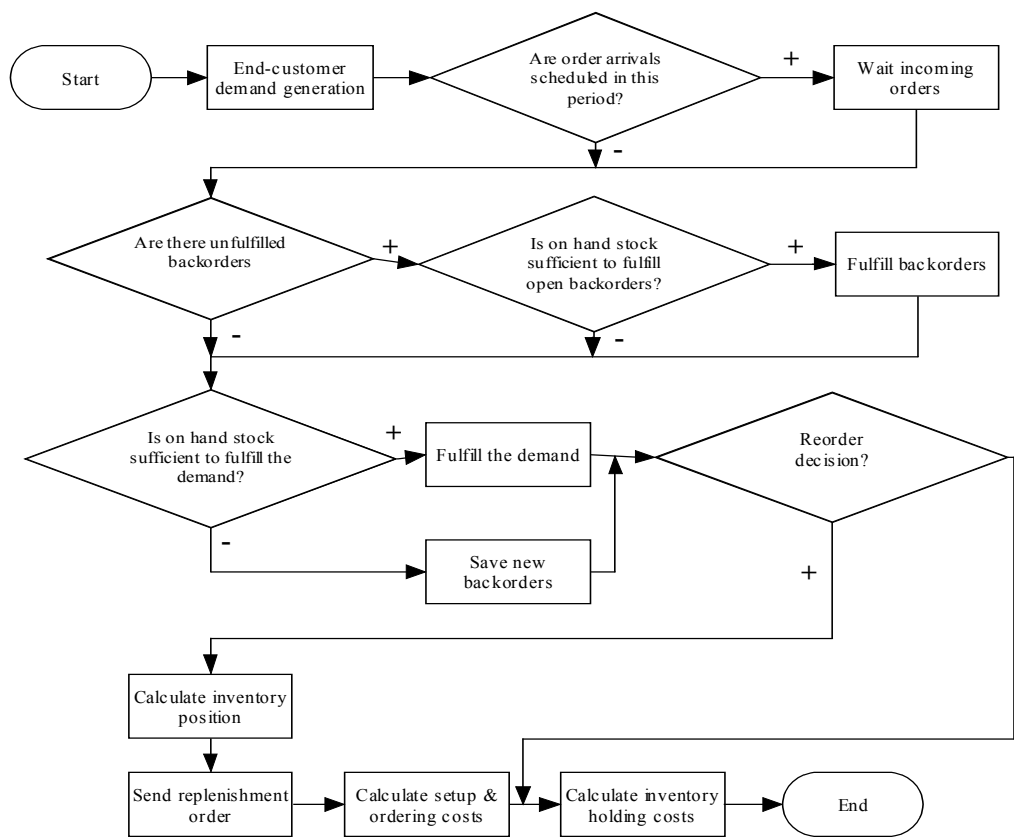 Start
End-customer
demand generation
Are order arrivals
scheduled in this
period?
+
Wait incoming
orders
-
Are there unfulfilled
backorders
+
Is on hand stock
sufficient to fulfill
open backorders?
+
Fulfill backorders
-
-
Is on hand stock
sufficient to fulfill the
demand?
+
Fulfill the demand
Reorder
decision?
-
Save new
backorders
+
Calculate inventory
position
Send replenishment
order
Calculate setup &
ordering costs
Calculate inventory
holding costs
End